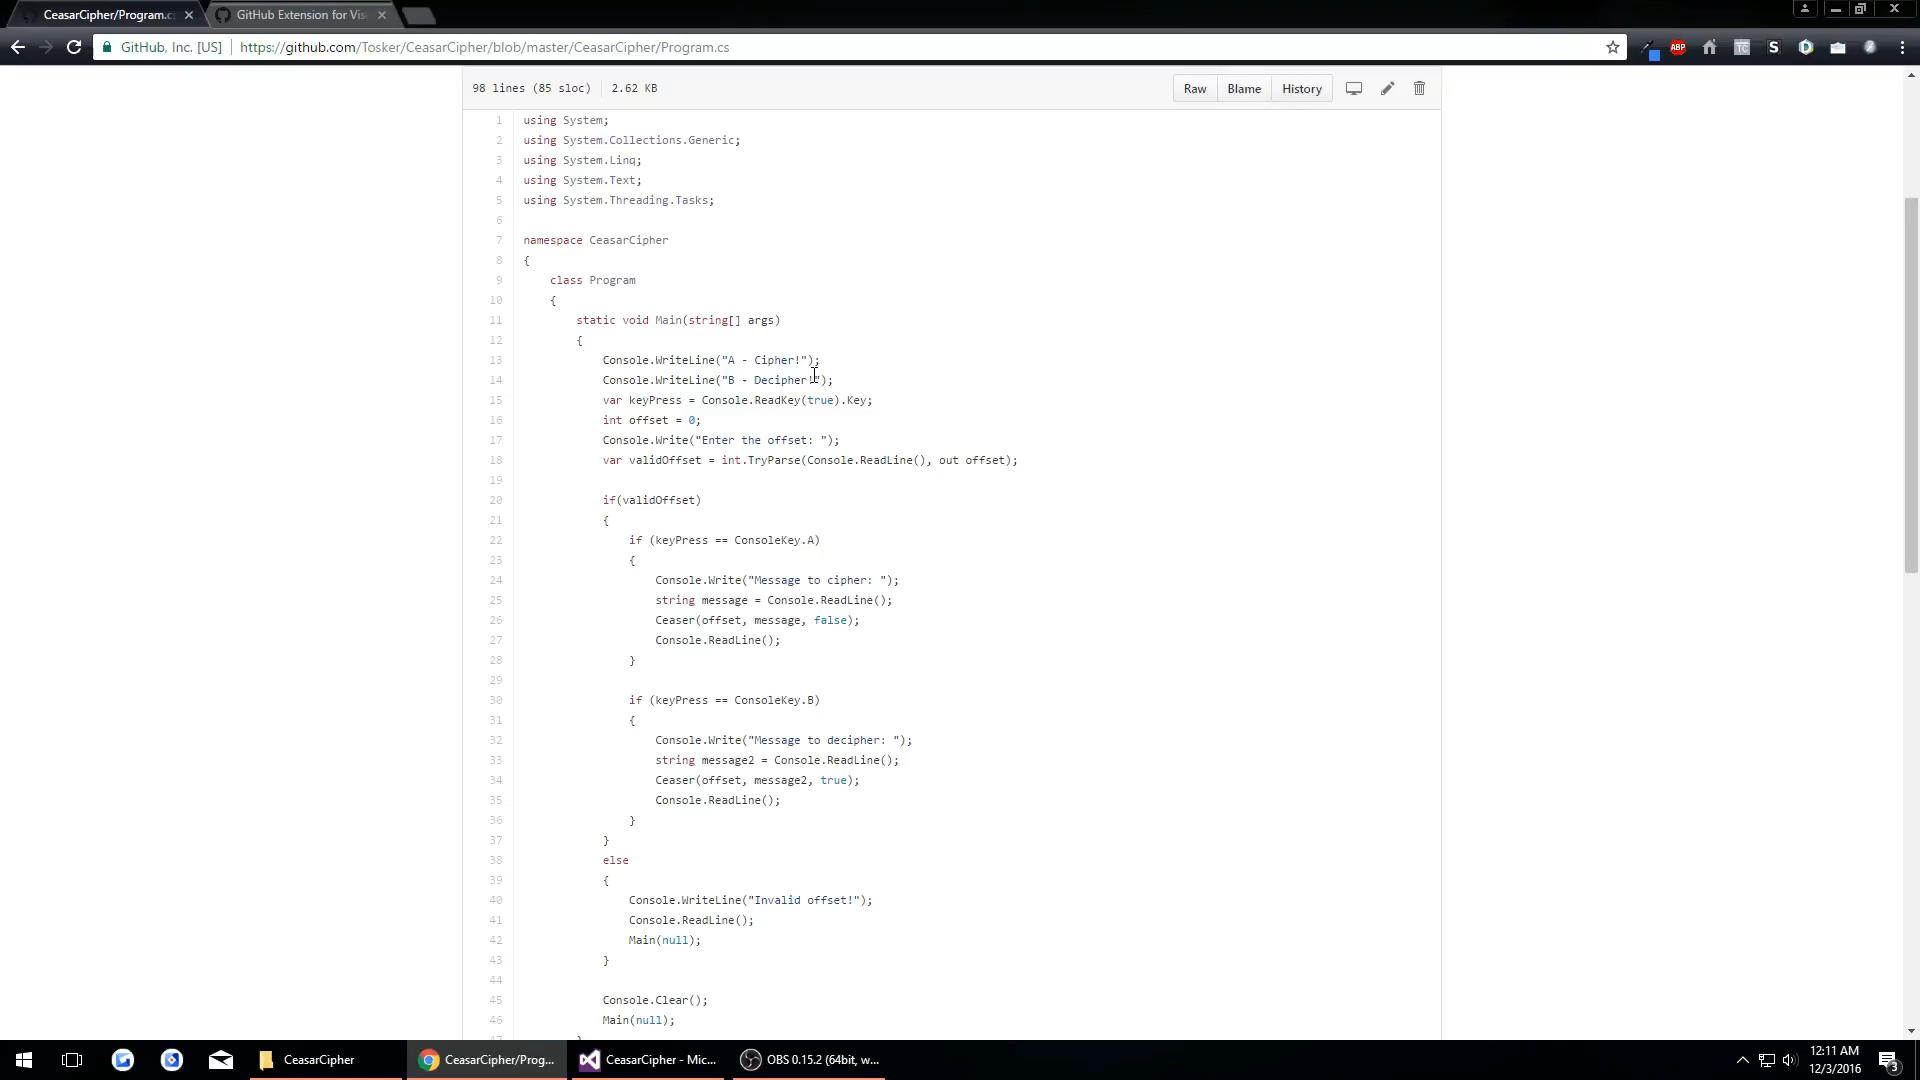 CeasarCipher/Program.c
GitHub Extension for Vis
GitHub, Inc. [US]
https://github.com/Tosker/CeasarCipher/blob/master/CeasarCipher/Program.cs
ABP
TC
S
98 lines (85 sloc)
2.62 KB
Raw
Blame
History
1 using System;
2 using System.Collections.Generic;
3 using System.Linq;
4 using System.Text;
5 using System.Threading.Tasks;
6
7 namespace CeasarCipher
8 {
9 class Program
10 {
11 static void Main(string[] args)
12 {
13 Console.WriteLine("A - Cipher!");
14 Console.WriteLine("B - Decipher!");
15 var keyPress = Console.ReadKey(true).Key;
16 int offset = 0;
17 Console.Write("Enter the offset: ");
18 var validOffset = int.TryParse(Console.ReadLine(), out offset);
19
20 if(validOffset)
21 {
22 if (keyPress == ConsoleKey.A)
23 {
24 Console.Write("Message to cipher: ");
25 string message = Console.ReadLine();
26 Ceaser(offset, message, false);
27 Console.ReadLine();
28 }
29
30 if (keyPress == ConsoleKey.B)
31 {
32 Console.Write("Message to decipher: ");
33 string message2 = Console.ReadLine();
34 Ceaser(offset, message2, true);
35 Console.ReadLine();
36 }
37 }
38 else
39 {
40 Console.WriteLine("Invalid offset!");
41 Console.ReadLine();
42 Main(null);
43 }
44
45 Console.Clear();
46 Main(null);
CeasarCipher
CeasarCipher/Prog...
CeasarCipher - Mic...
OBS 0.15.2 (64bit, w...
12:11 AM
12/3/2016
3